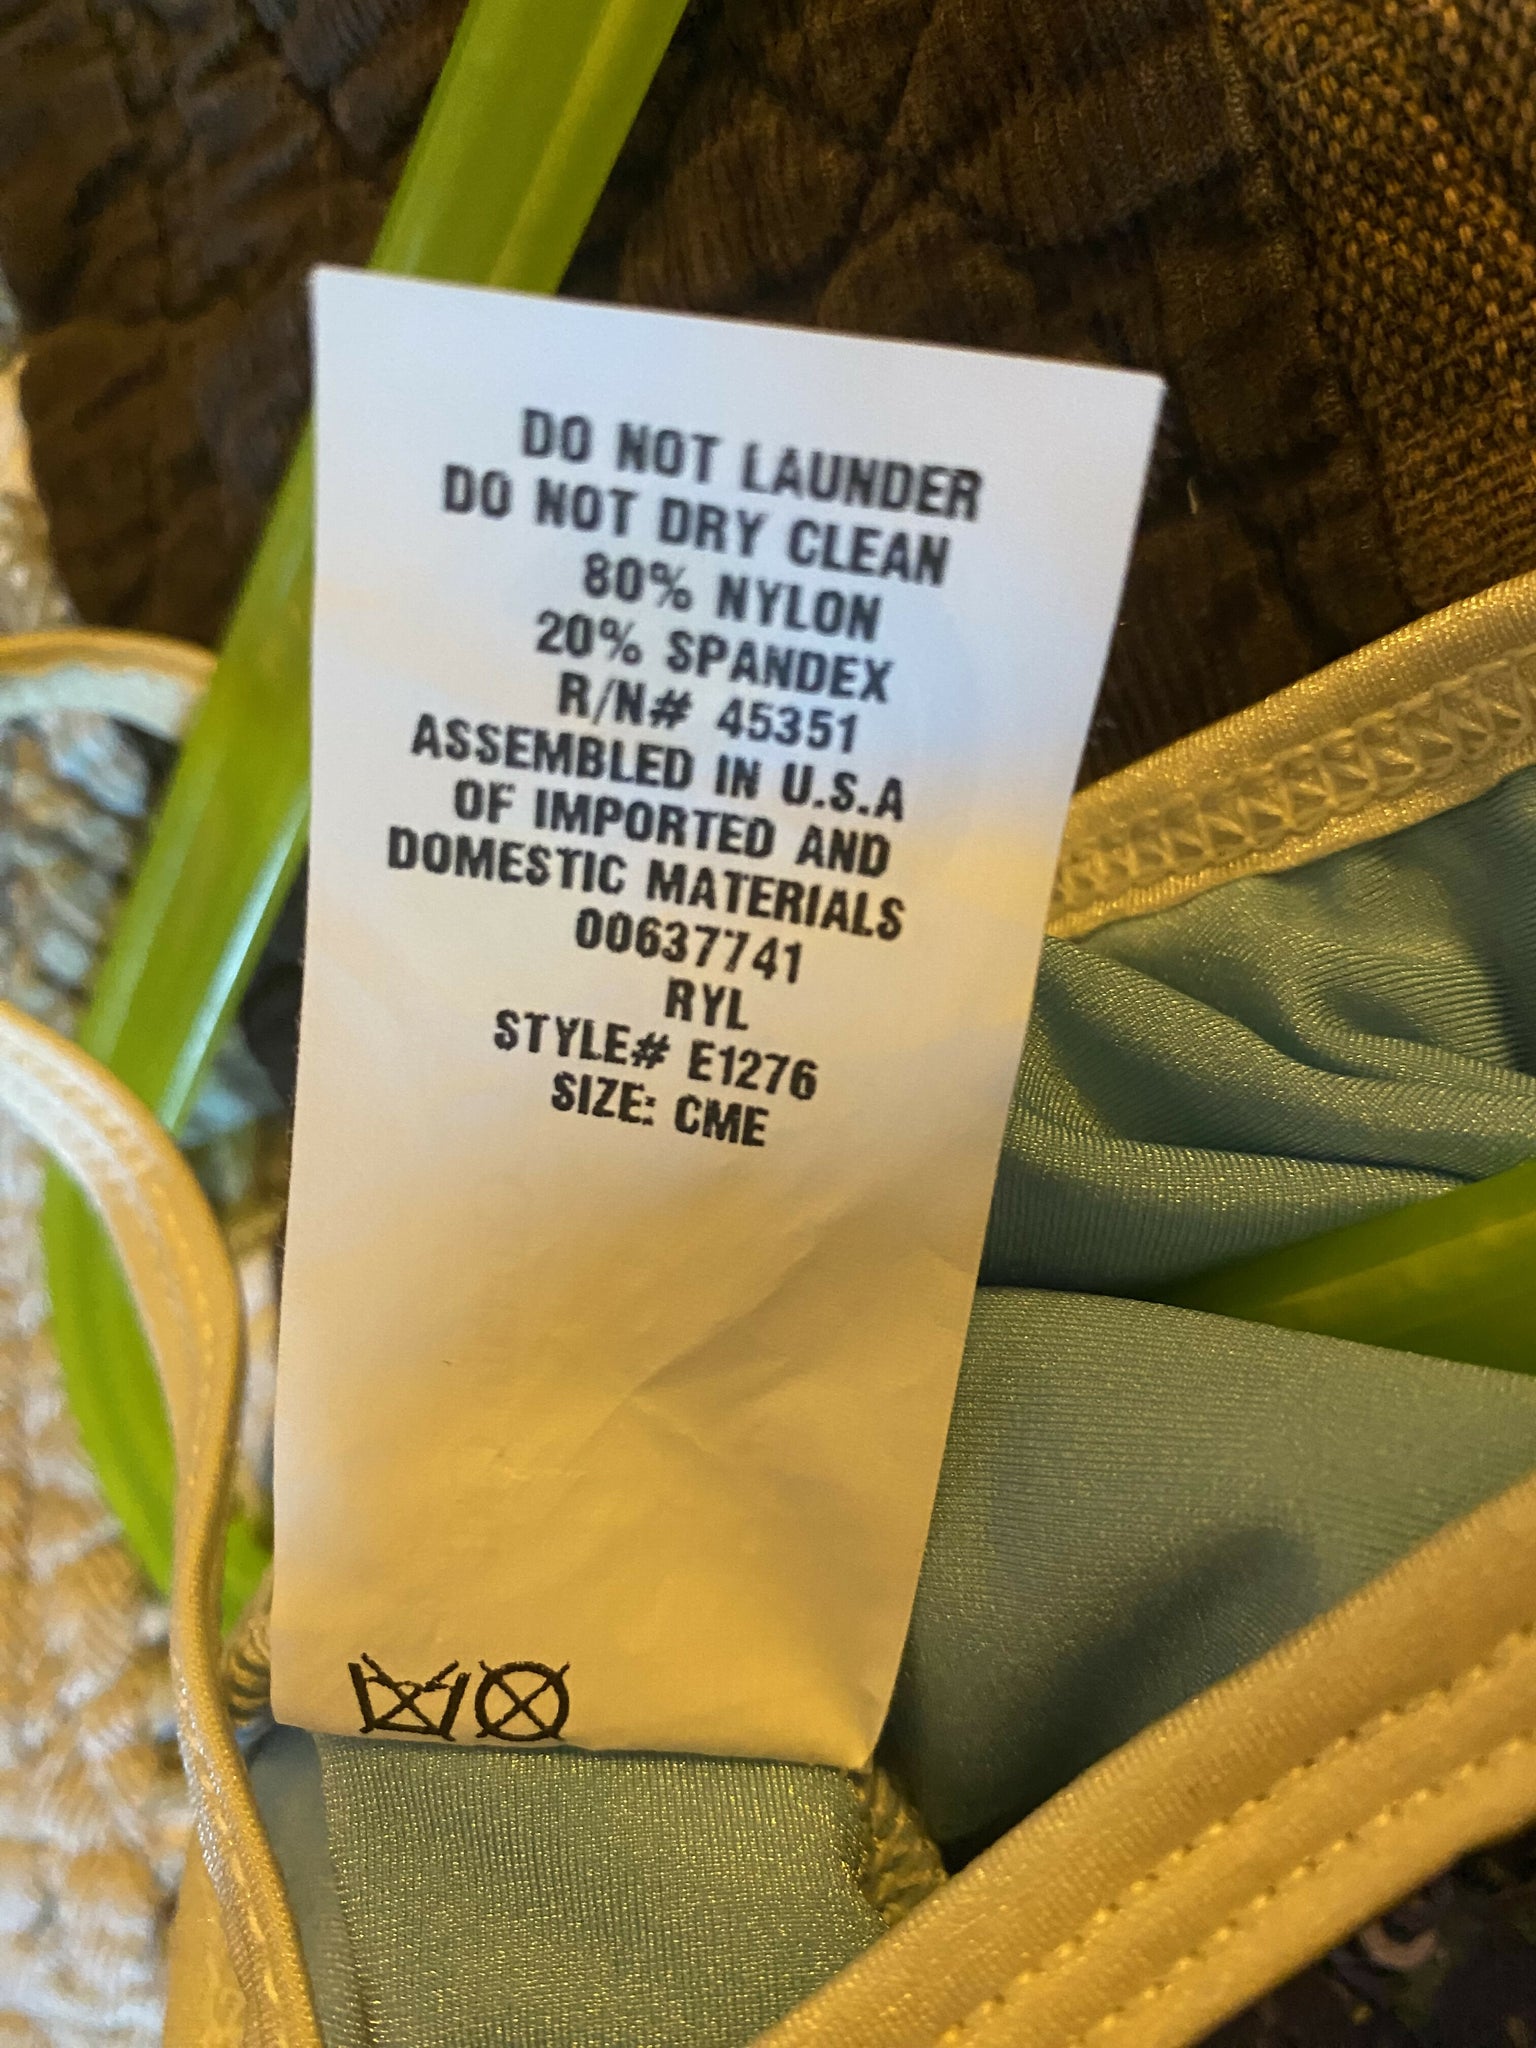 DO NOT LAUNDER
DO NOT DRY CLEAN
80% NYLON
20% SPANDEX
R/N# 45351
ASSEMBLED IN U.S.A
OF IMPORTED AND
DOMESTIC MATERIALS
00637741
RYL
STYLE# E1276
SIZE: CME